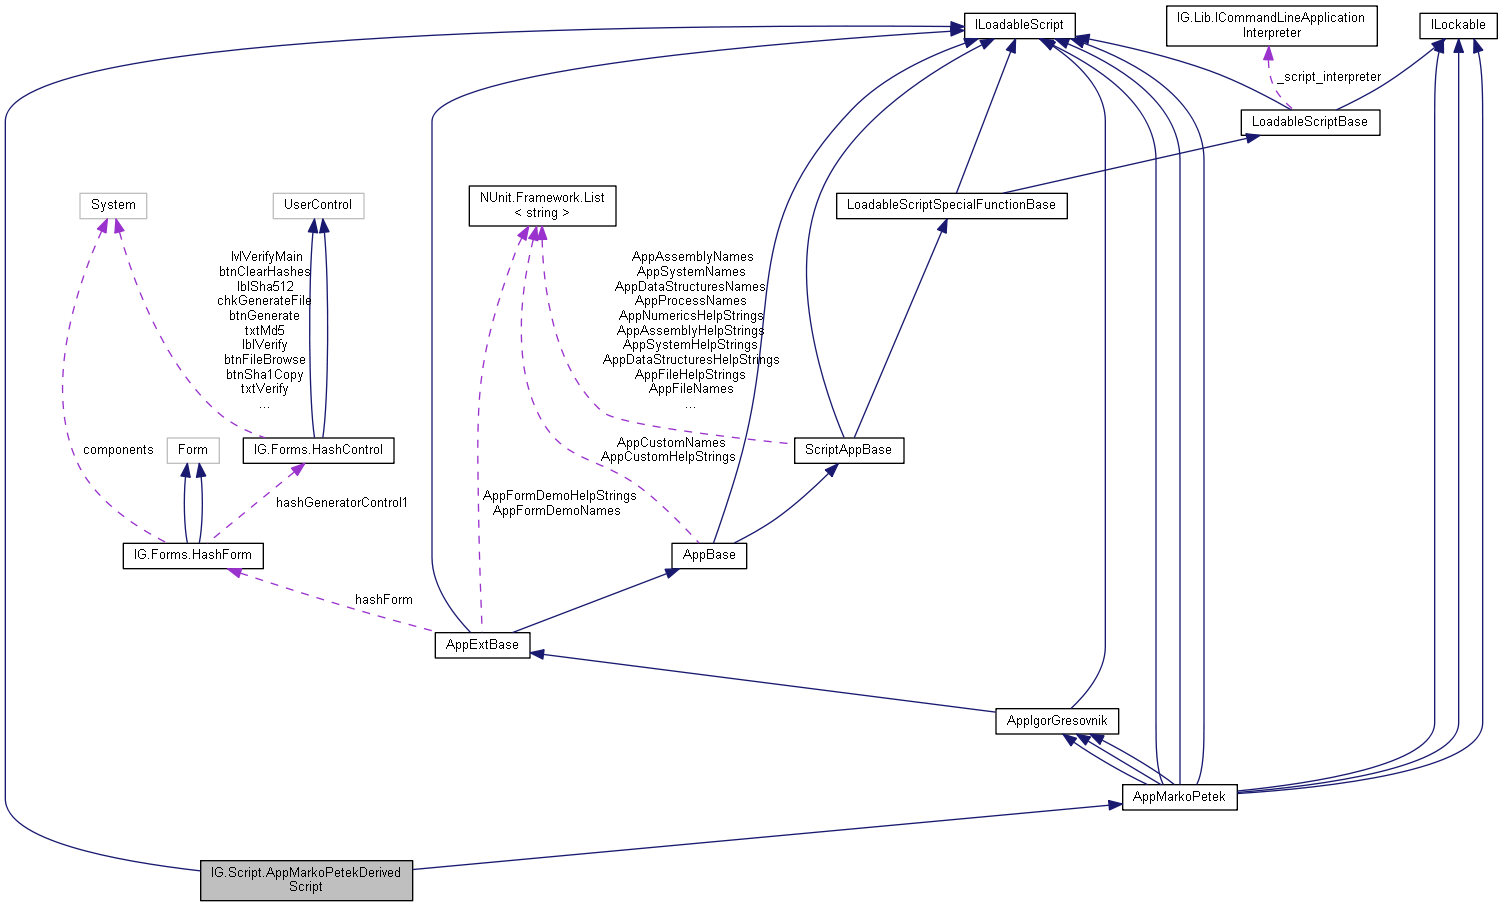 ILoadableScript
IG.Lib.ICommandLineApplication
Interpreter
ILockable
_script_interpreter
LoadableScriptBase
System
UserControl
NUnit.Framework.List
< string >
LoadableScriptSpecialFunctionBase
lvlVerifyMain
btnClearHashes
lblSha512
chkGenerateFile
btnGenerate
txtMd5
lblVerify
btnFileBrowse
btnSha1Copy
txtVerify
...
AppAssemblyNames
AppSystemNames
AppDataStructuresNames
AppProcessNames
AppNumericsHelpStrings
AppAssemblyHelpStrings
AppSystemHelpStrings
AppDataStructuresHelpStrings
AppFileHelpStrings
AppFileNames
...
components
Form
IG.Forms.HashControl
AppCustomNames
AppCustomHelpStrings
ScriptAppBase
hashGeneratorControl1
AppFormDemoHelpStrings
AppFormDemoNames
IG.Forms.HashForm
AppBase
hashForm
AppExtBase
AppIgorGresovnik
AppMarkoPetek
IG.Script.AppMarkoPetekDerived
Script